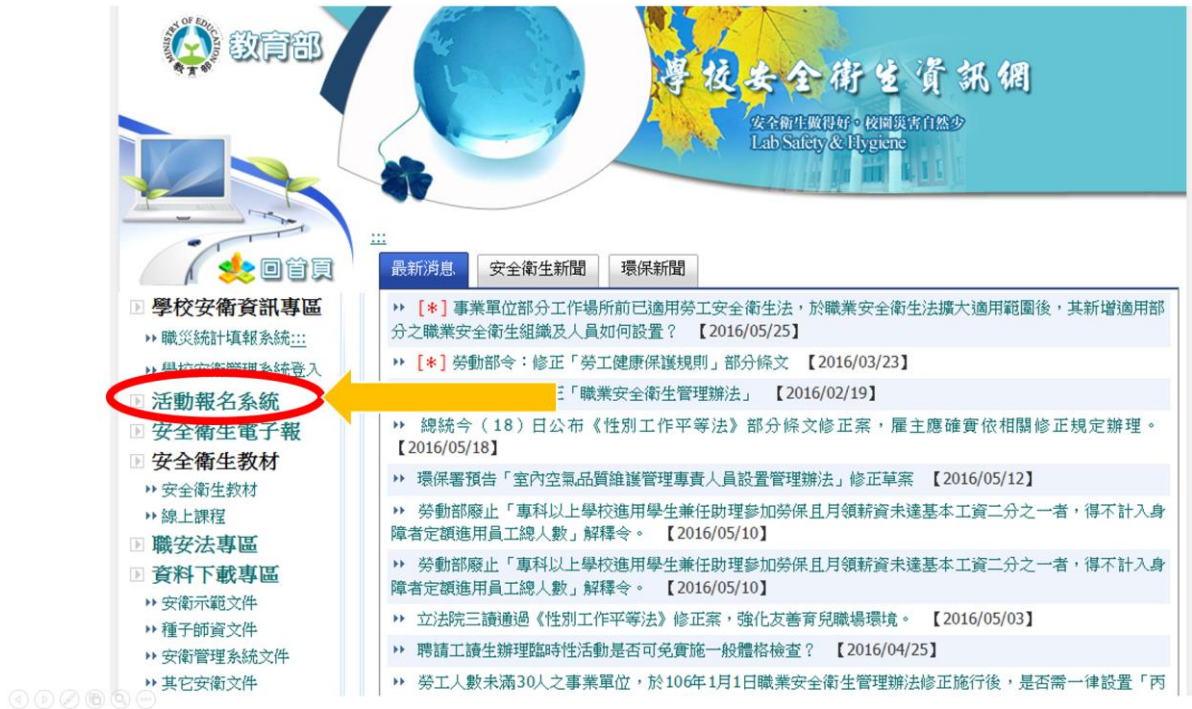 MINISTRY OF EDUCATION
教育部
教育部
學校安全衛生資訊網
安全衛生做得好，校園災害自然少
Lab Safety & Hygiene
回首頁
:::
最新消息
安全衛生新聞
環保新聞
學校安衛資訊專區
職災統計填報系統:::
學校安衛管理系統登入
活動報名系統
安全衛生電子報
安全衛生教材
安全衛生教材
線上課程
職安法專區
資料下載專區
安衛示範文件
種子師資文件
安衛管理系統文件
其它安衛文件
[*] 事業單位部分工作場所前已適用勞工安全衛生法，於職業安全衛生法擴大適用範圍後，其新增適用部
分之職業安全衛生組織及人員如何設置？ 【2016/05/25】
[*] 勞動部令：修正「勞工健康保護規則」部分條文 【2016/03/23】
「職業安全衛生管理辦法」 【2016/02/19】
總統今（18）日公布《性別工作平等法》部分條文修正案，雇主應確實依相關修正規定辦理。
【2016/05/18】
環保署預告「室內空氣品質維護管理專責人員設置管理辦法」修正草案 【2016/05/12】
勞動部廢止「專科以上學校進用學生兼任助理參加勞保且月領薪資未達基本工資二分之一者，得不計入身
障者定額進用員工總人數」解釋令。 【2016/05/10】
勞動部廢止「專科以上學校進用學生兼任助理參加勞保且月領薪資未達基本工資二分之一者，得不計入身
障者定額進用員工總人數」解釋令。 【2016/05/10】
立法院三讀通過《性別工作平等法》修正案，強化友善育兒職場環境。 【2016/05/03】
聘請工讀生辦理臨時性活動是否可免實施一般體格檢查？ 【2016/04/25】
勞工人數未滿30人之事業單位，於106年1月1日職業安全衛生管理辦法修正施行後，是否需一律設置「丙